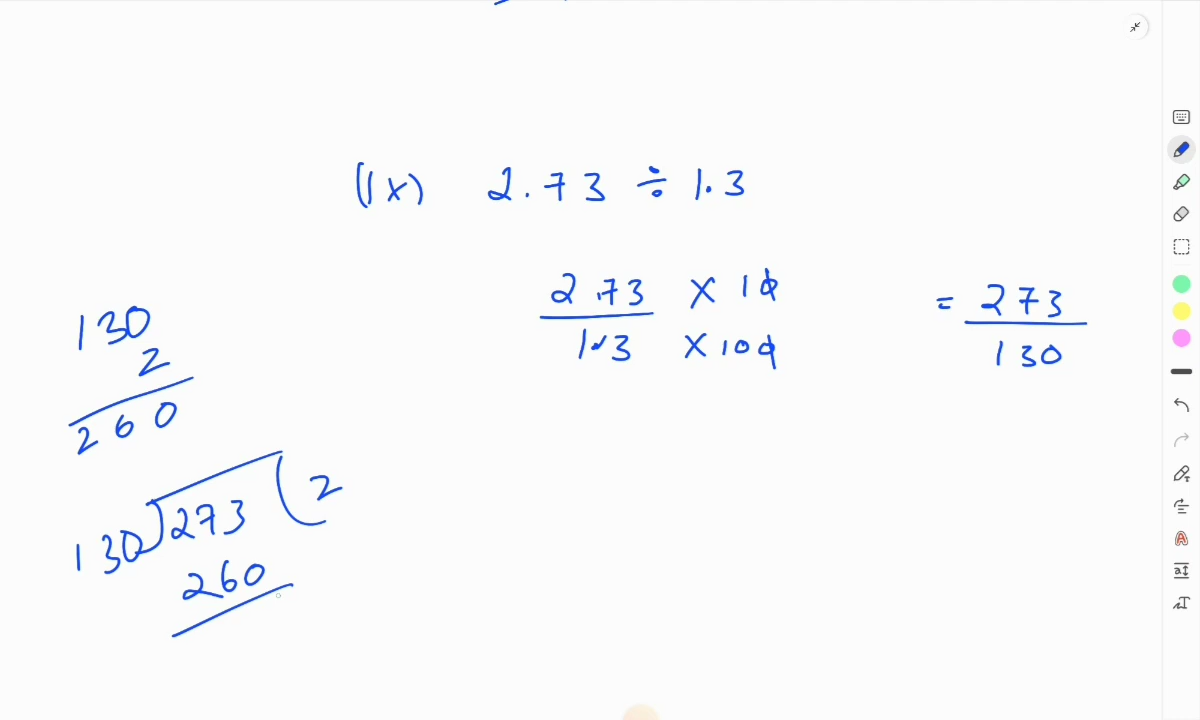 (ix) 2.73 ÷ 1.3
2.73 × 10 = 273
1.3 × 100 130
130
2
260
130)273(2
260